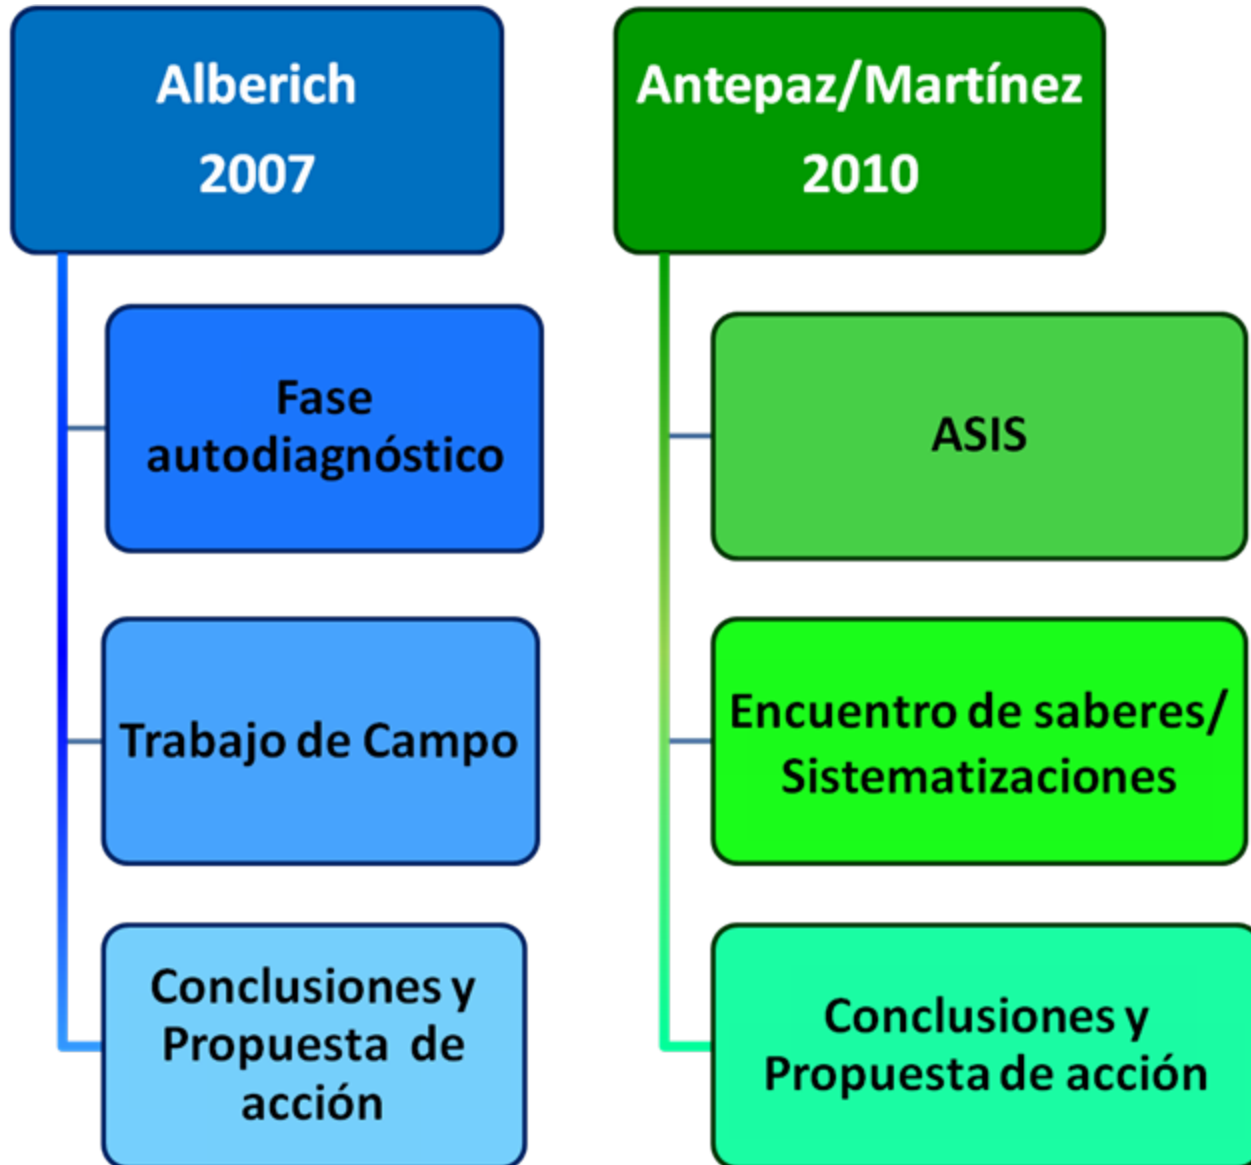 Alberich
2007
Fase
autodiagnóstico
Trabajo de Campo
Conclusiones y
Propuesta de
acción
Antepaz/Martínez
2010
ASIS
Encuentro de saberes/
Sistematizaciones
Conclusiones y
Propuesta de acción